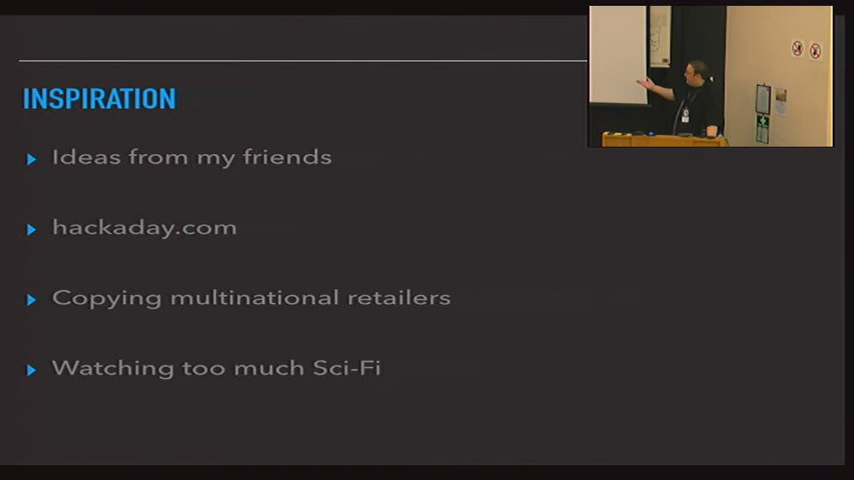 INSPIRATION
Ideas from my friends
hackaday.com
Copying multinational retailers
Watching too much Sci-Fi